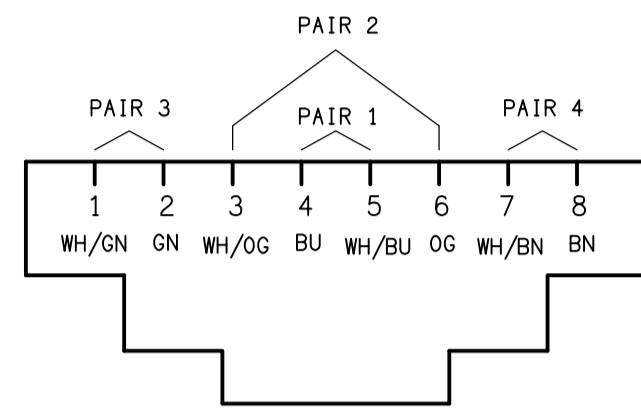 PAIR 2
PAIR 3 PAIR 1 PAIR 4
1 2 3 4 5 6 7 8
WH/GN GN WH/OG BU WH/BU OG WH/BN BN